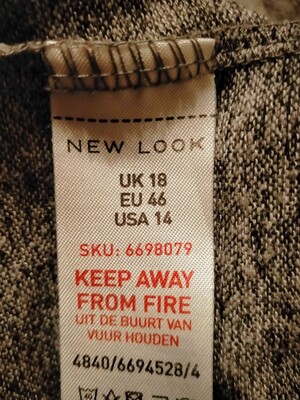 NEW LOOK
UK 18
EU 46
USA 14
SKU: 6698079
KEEP AWAY
FROM FIRE
UIT DE BUURT VAN
VUUR HOUDEN
4840/6694528/4